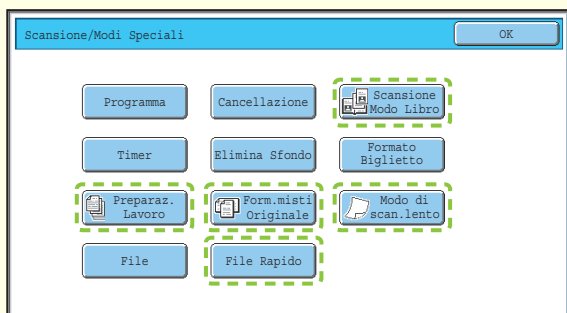 Scansione/Modi Speciali
OK
Programma
Cancellazione
Scansione
Modo Libro
Timer
Elimina Sfondo
Formato
Biglietto
Preparaz.
Lavoro
Form.misti
Originale
Modo di
scan.lento
File
File Rapido